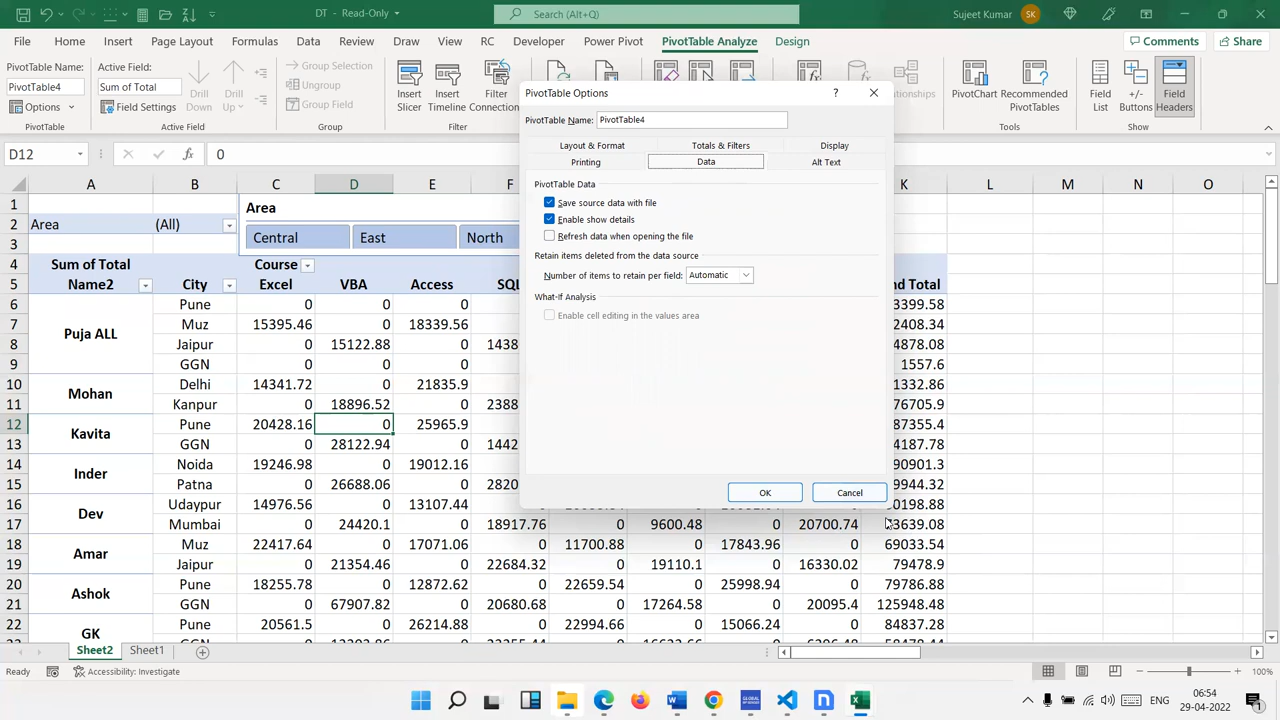 DT - Read-Only
Search (Alt+Q)
Sujeet Kumar SK
File Home Insert Page Layout Formulas Data Review Draw View RC Developer Help Power Pivot PivotTable Analyze Design
Comments Share
PivotTable Name: Active Field: Group Selection
PivotTable4 Sum of Total Ungroup
Options Field Settings Group Field
Drill Down
Drill Up
Insert Slicer
Insert Timeline
Filter Connection
PivotChart
Recommended PivotTables
Field List
+/- Buttons
Field Headers
PivotTable Active Field Group Filter Tools Show
D12 fx 0
A B C D E F K L M N O
1 Area
2 Area (All) Central East North
3
4 Sum of Total Course
5 Name2 City Excel VBA Access
6 Pune 0 0 0 3399.58
7 Puja ALL Muz 15395.46 0 18339.56 2408.34
8 Jaipur 0 15122.88 0 1438 4878.08
9 GGN 0 0 0 1557.6
10 Mohan Delhi 14341.72 0 21835.9 1332.86
11 Kanpur 0 18896.52 0 2388 76705.9
12 Kavita Pune 20428.16 0 25965.9 87355.4
13 GGN 0 28122.94 0 1442 4187.78
14 Inder Noida 19246.98 0 19012.16 90901.3
15 Patna 0 26688.06 0 2820 9944.32
16 Dev Udaypur 14976.56 0 13107.44 0198.88
17 Mumbai 0 24420.1 0 18917.76 0 9600.48 0 20700.74 3639.08
18 Amar Muz 22417.64 0 17071.06 0 11700.88 0 17843.96 0 69033.54
19 Jaipur 0 21354.46 0 22684.32 0 19110.1 0 16330.02 79478.9
20 Ashok Pune 18255.78 0 12872.62 0 22659.54 0 25998.94 0 79786.88
21 GGN 0 67907.82 0 20680.68 0 17264.58 0 20095.4 125948.48
22 GK Pune 20561.5 0 26214.88 0 22994.66 0 15066.24 0 84837.28
PivotTable Options
PivotTable Name: PivotTable4
Layout & Format Totals & Filters Display
Printing Data Alt Text
PivotTable Data
Save source data with file
Enable show details
Refresh data when opening the file
Retain items deleted from the data source
Number of items to retain per field: Automatic
What-If Analysis
Enable cell editing in the values area
OK Cancel
Sheet2 Sheet1
Ready Accessibility: Investigate 100%
ENG 06:54
29-04-2022